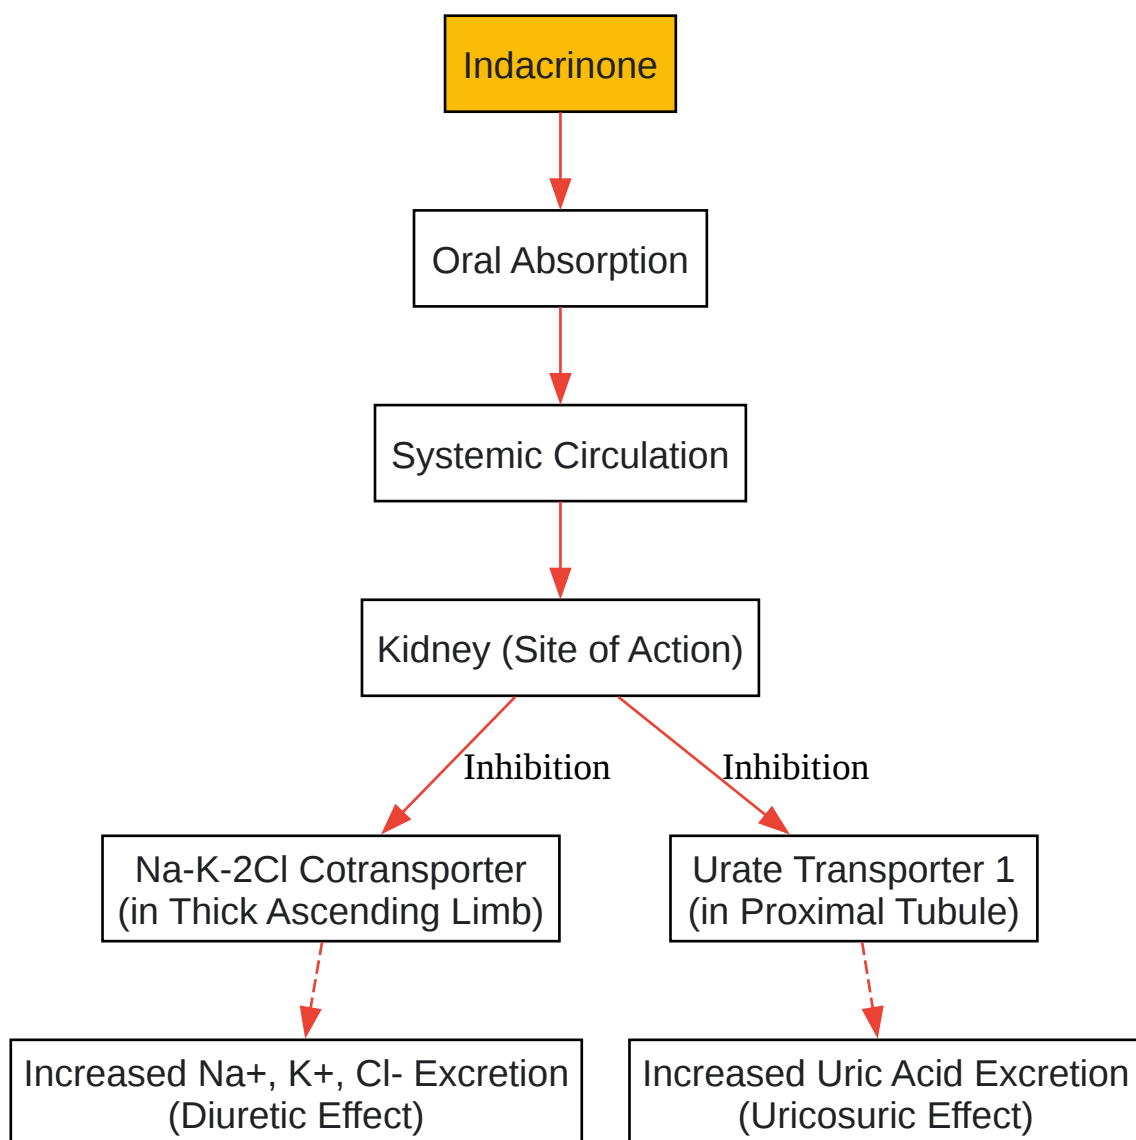 Indacrinone
Oral Absorption
Systemic Circulation
Kidney (Site of Action)
Inhibition
Inhibition
Na-K-2Cl Cotransporter
(in Thick Ascending Limb)
Urate Transporter 1
(in Proximal Tubule)
Increased Na+, K+, Cl- Excretion
(Diuretic Effect)
Increased Uric Acid Excretion
(Uricosuric Effect)